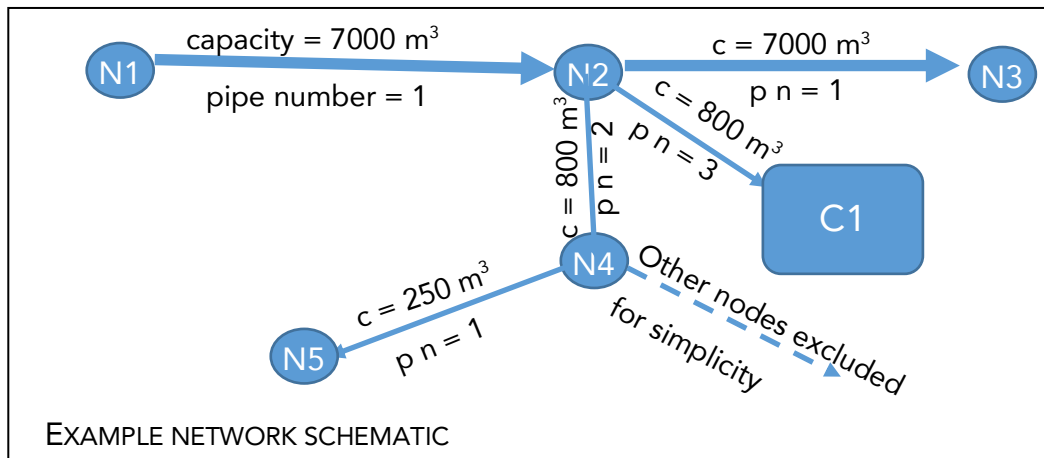 capacity = 7000 m³
c = 7000 m³
N1
N2
N3
pipe number = 1
p n = 1
c = 800 m³
p n = 3
c = 800 m³
p n = 2
C1
N4
Other nodes excluded
for simplicity
c = 250 m³
p n = 1
N5
EXAMPLE NETWORK SCHEMATIC